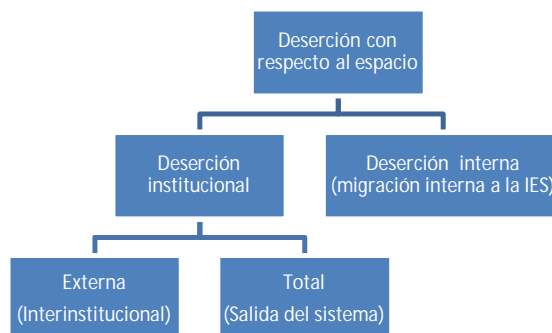 Deserción con
respecto al espacio
Deserción
institucional
Deserción interna
(migración interna a la IES)
Externa
(Interinstitucional)
Total
(Salida del sistema)